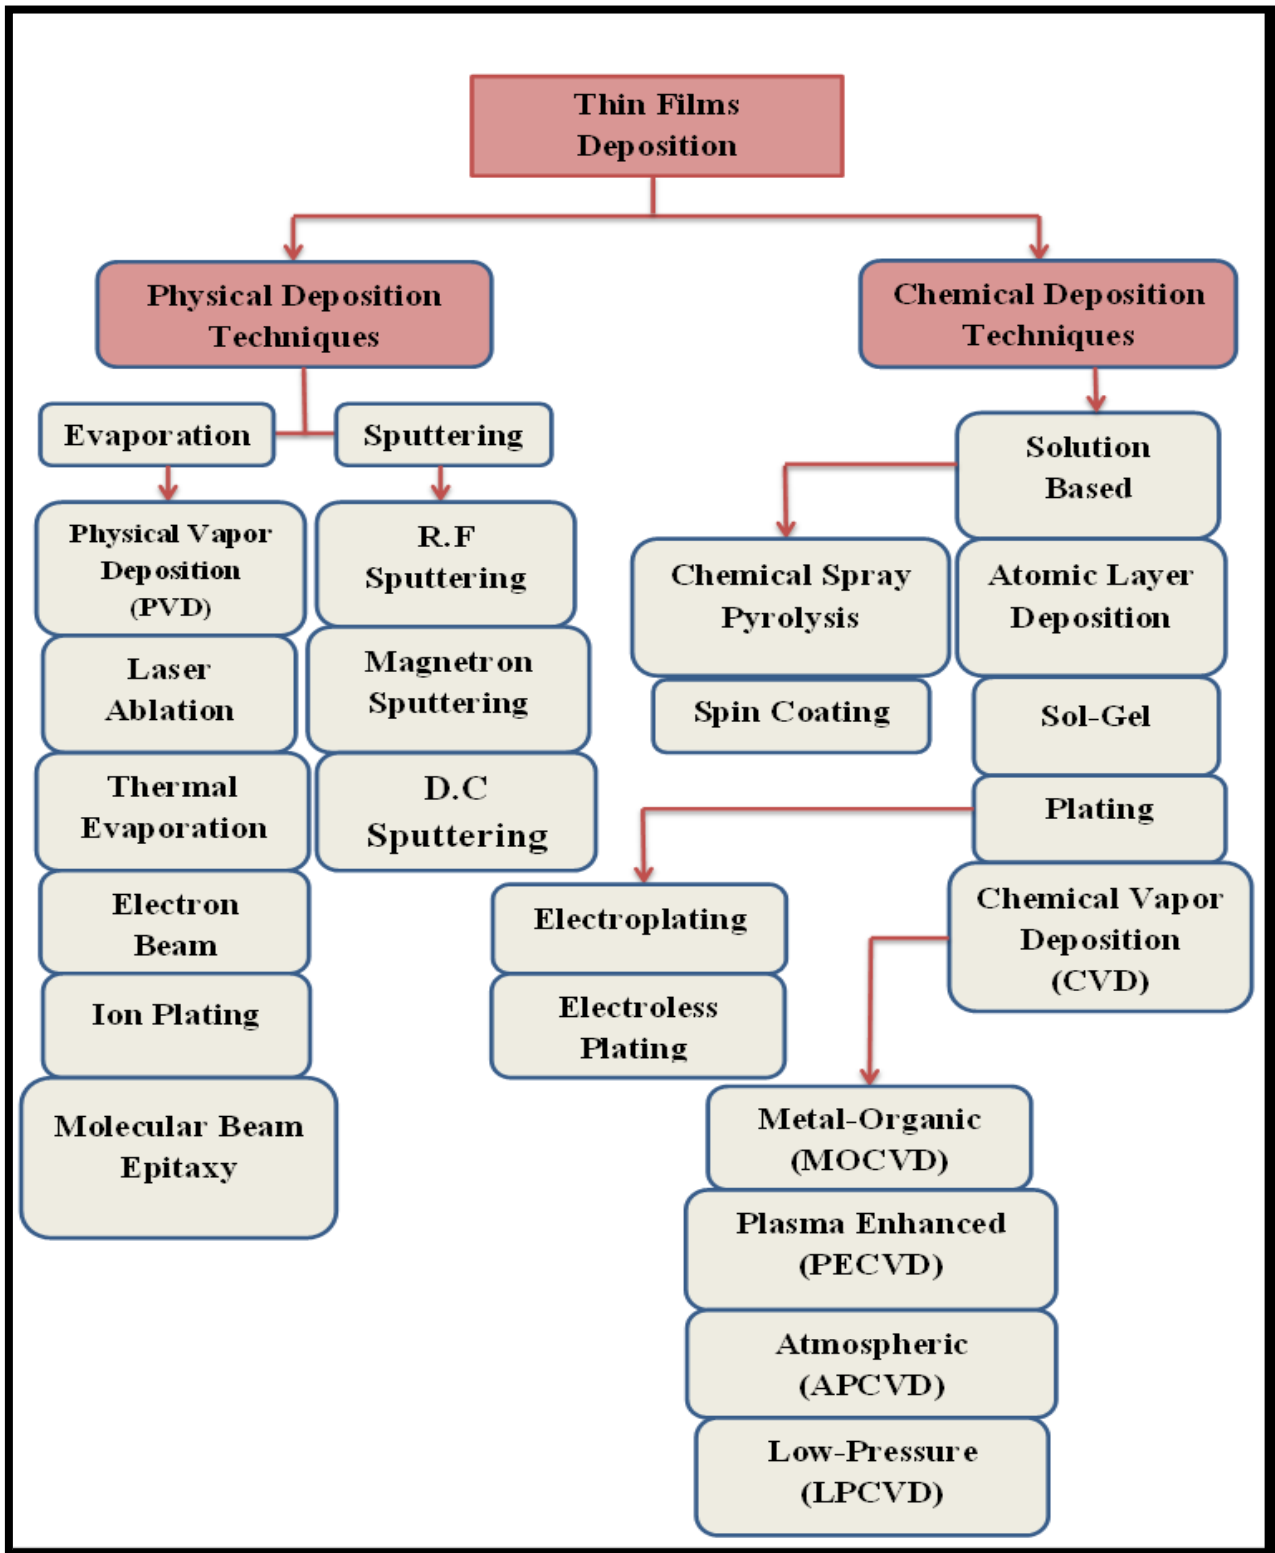 Thin Films
Deposition
Physical Deposition
Techniques
Chemical Deposition
Techniques
Evaporation
Sputtering
Physical Vapor
Deposition
(PVD)
Laser
Ablation
Thermal
Evaporation
Electron
Beam
Ion Plating
Molecular Beam
Epitaxy
R.F
Sputtering
Magnetron
Sputtering
D.C
Sputtering
Solution
Based
Chemical Spray
Pyrolysis
Spin Coating
Atomic Layer
Deposition
Sol-Gel
Plating
Electroplating
Electroless
Plating
Chemical Vapor
Deposition
(CVD)
Metal-Organic
(MOCVD)
Plasma Enhanced
(PECVD)
Atmospheric
(APCVD)
Low-Pressure
(LPCVD)